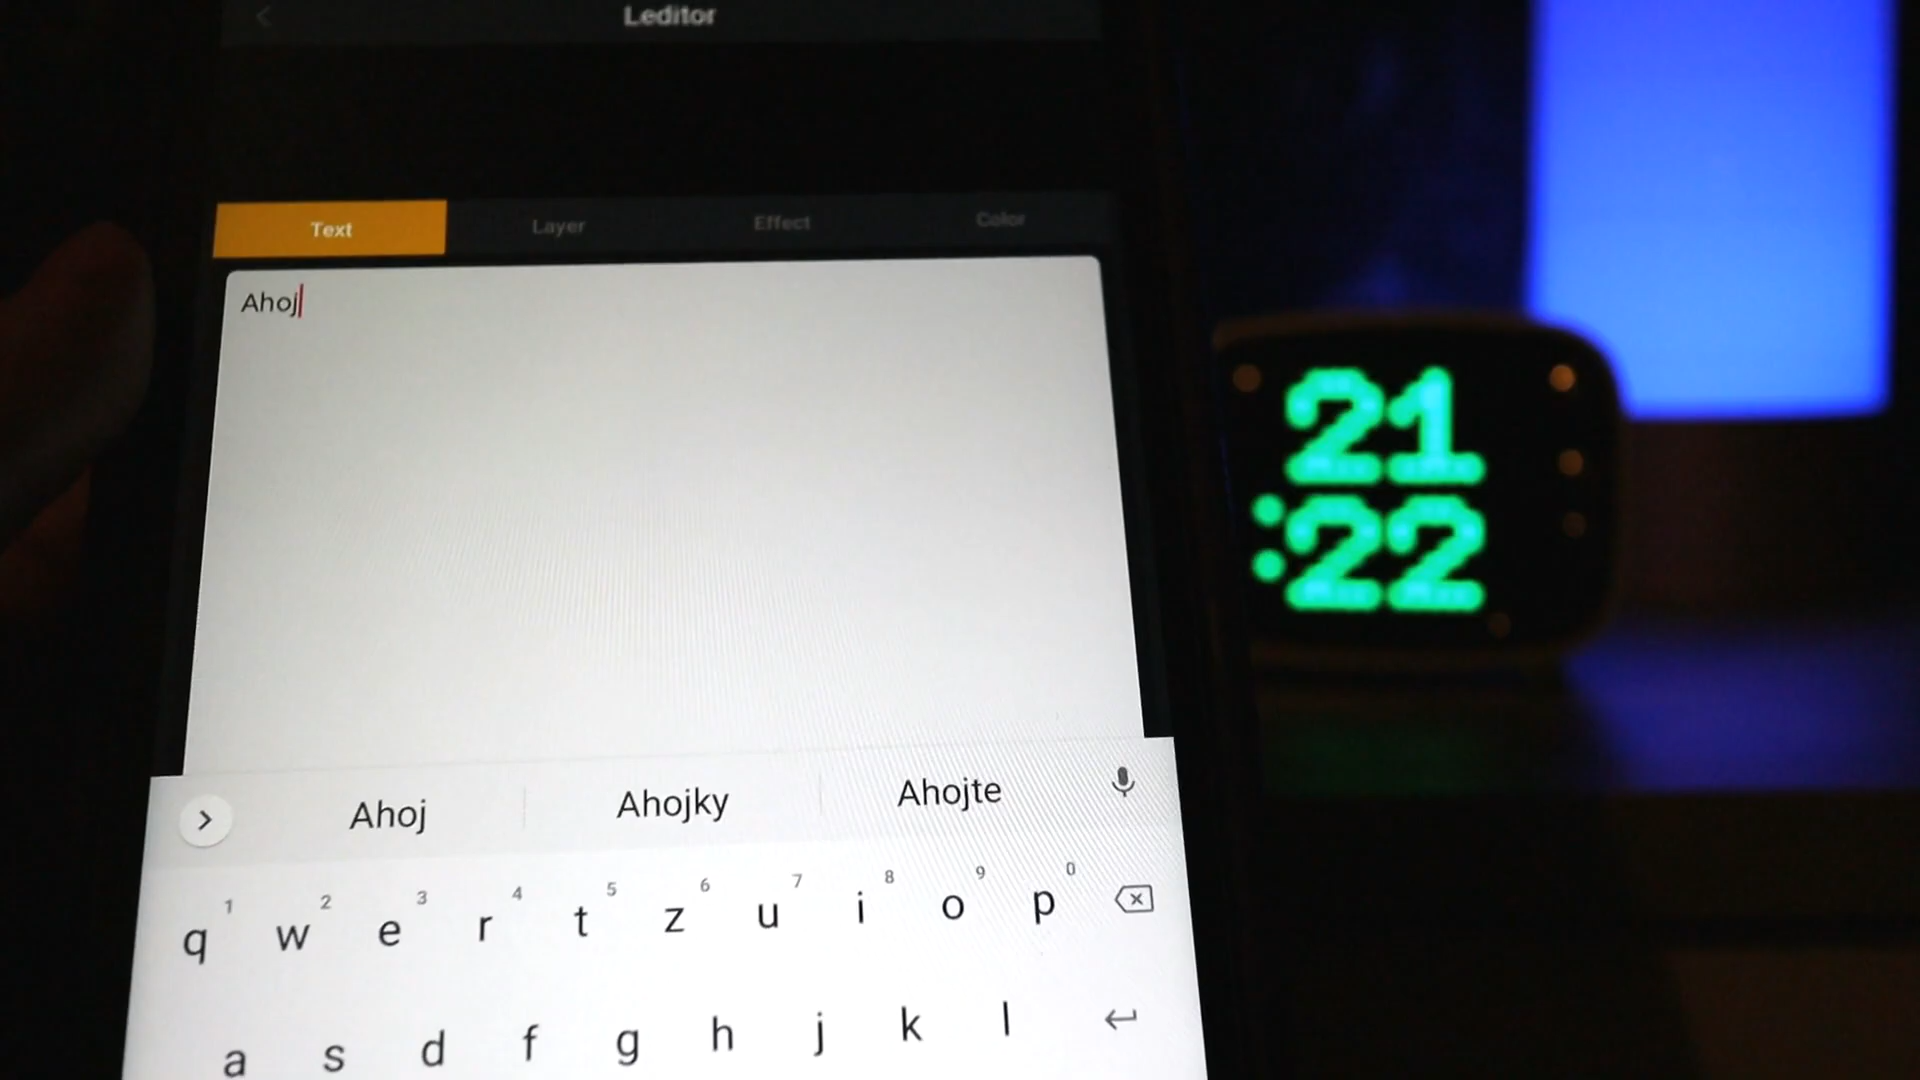 Leditor
Text Layer Effect Color
Ahoj
Ahoj Ahojky Ahojte
1 2 3 4 5 6 7 8 9 0
q w e r t z u i o p
a s d f g h j k l
21
:22